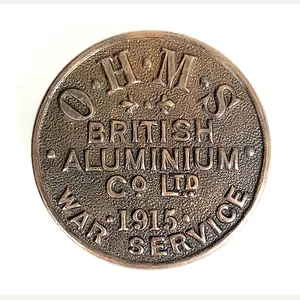 O·H·M·S
BRITISH
·ALUMINIUM·
Co LTD
·1915·
WAR SERVICE